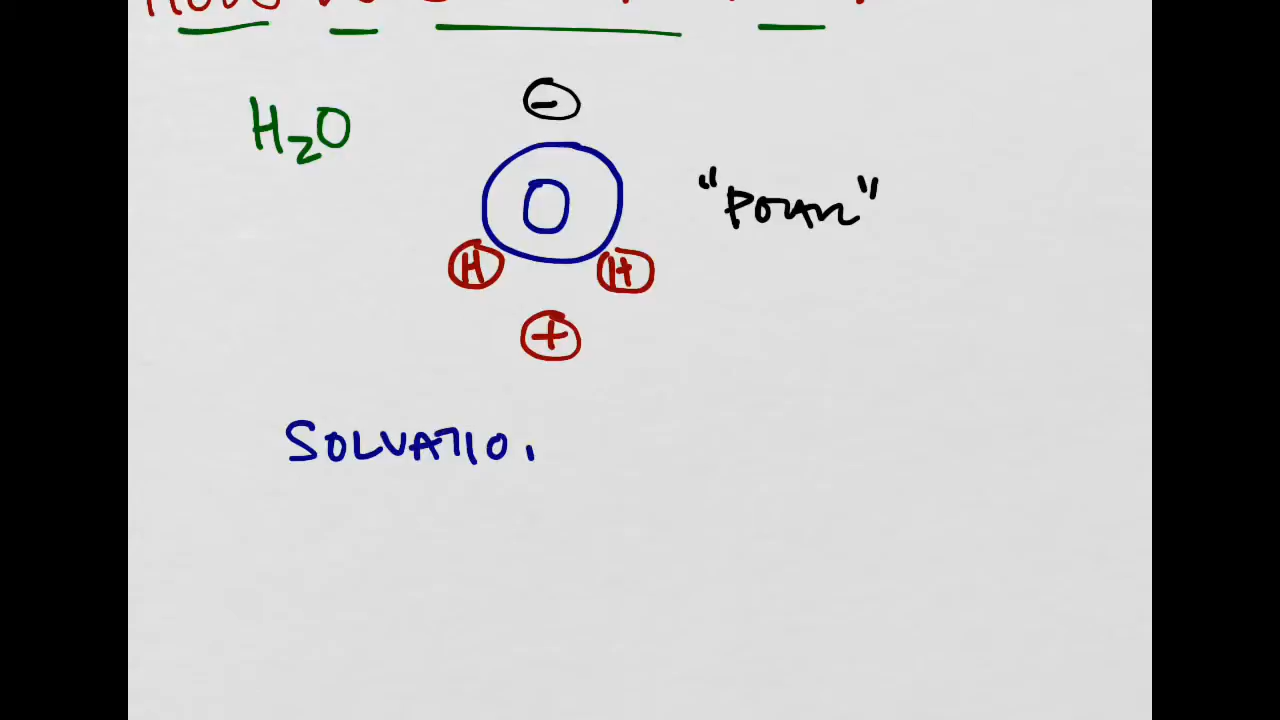 H₂O
−
O
"POLAR"
H H
+
SOLVATIO